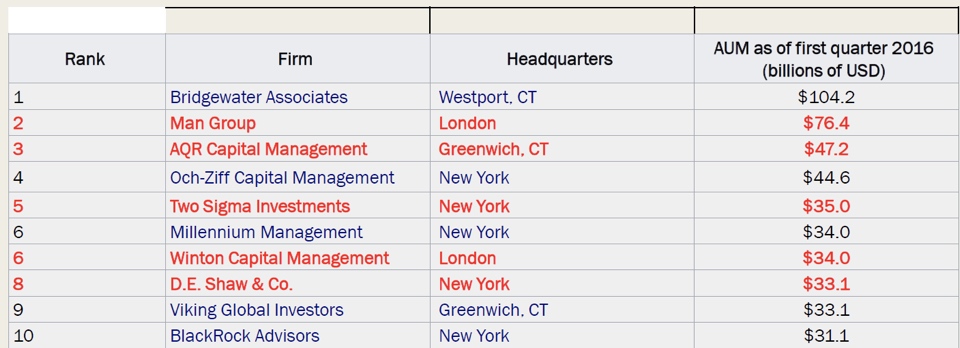 Rank Firm Headquarters AUM as of first quarter 2016
(billions of USD)
1 Bridgewater Associates Westport, CT $104.2
2 Man Group London $76.4
3 AQR Capital Management Greenwich, CT $47.2
4 Och-Ziff Capital Management New York $44.6
5 Two Sigma Investments New York $35.0
6 Millennium Management New York $34.0
6 Winton Capital Management London $34.0
8 D.E. Shaw & Co. New York $33.1
9 Viking Global Investors Greenwich, CT $33.1
10 BlackRock Advisors New York $31.1